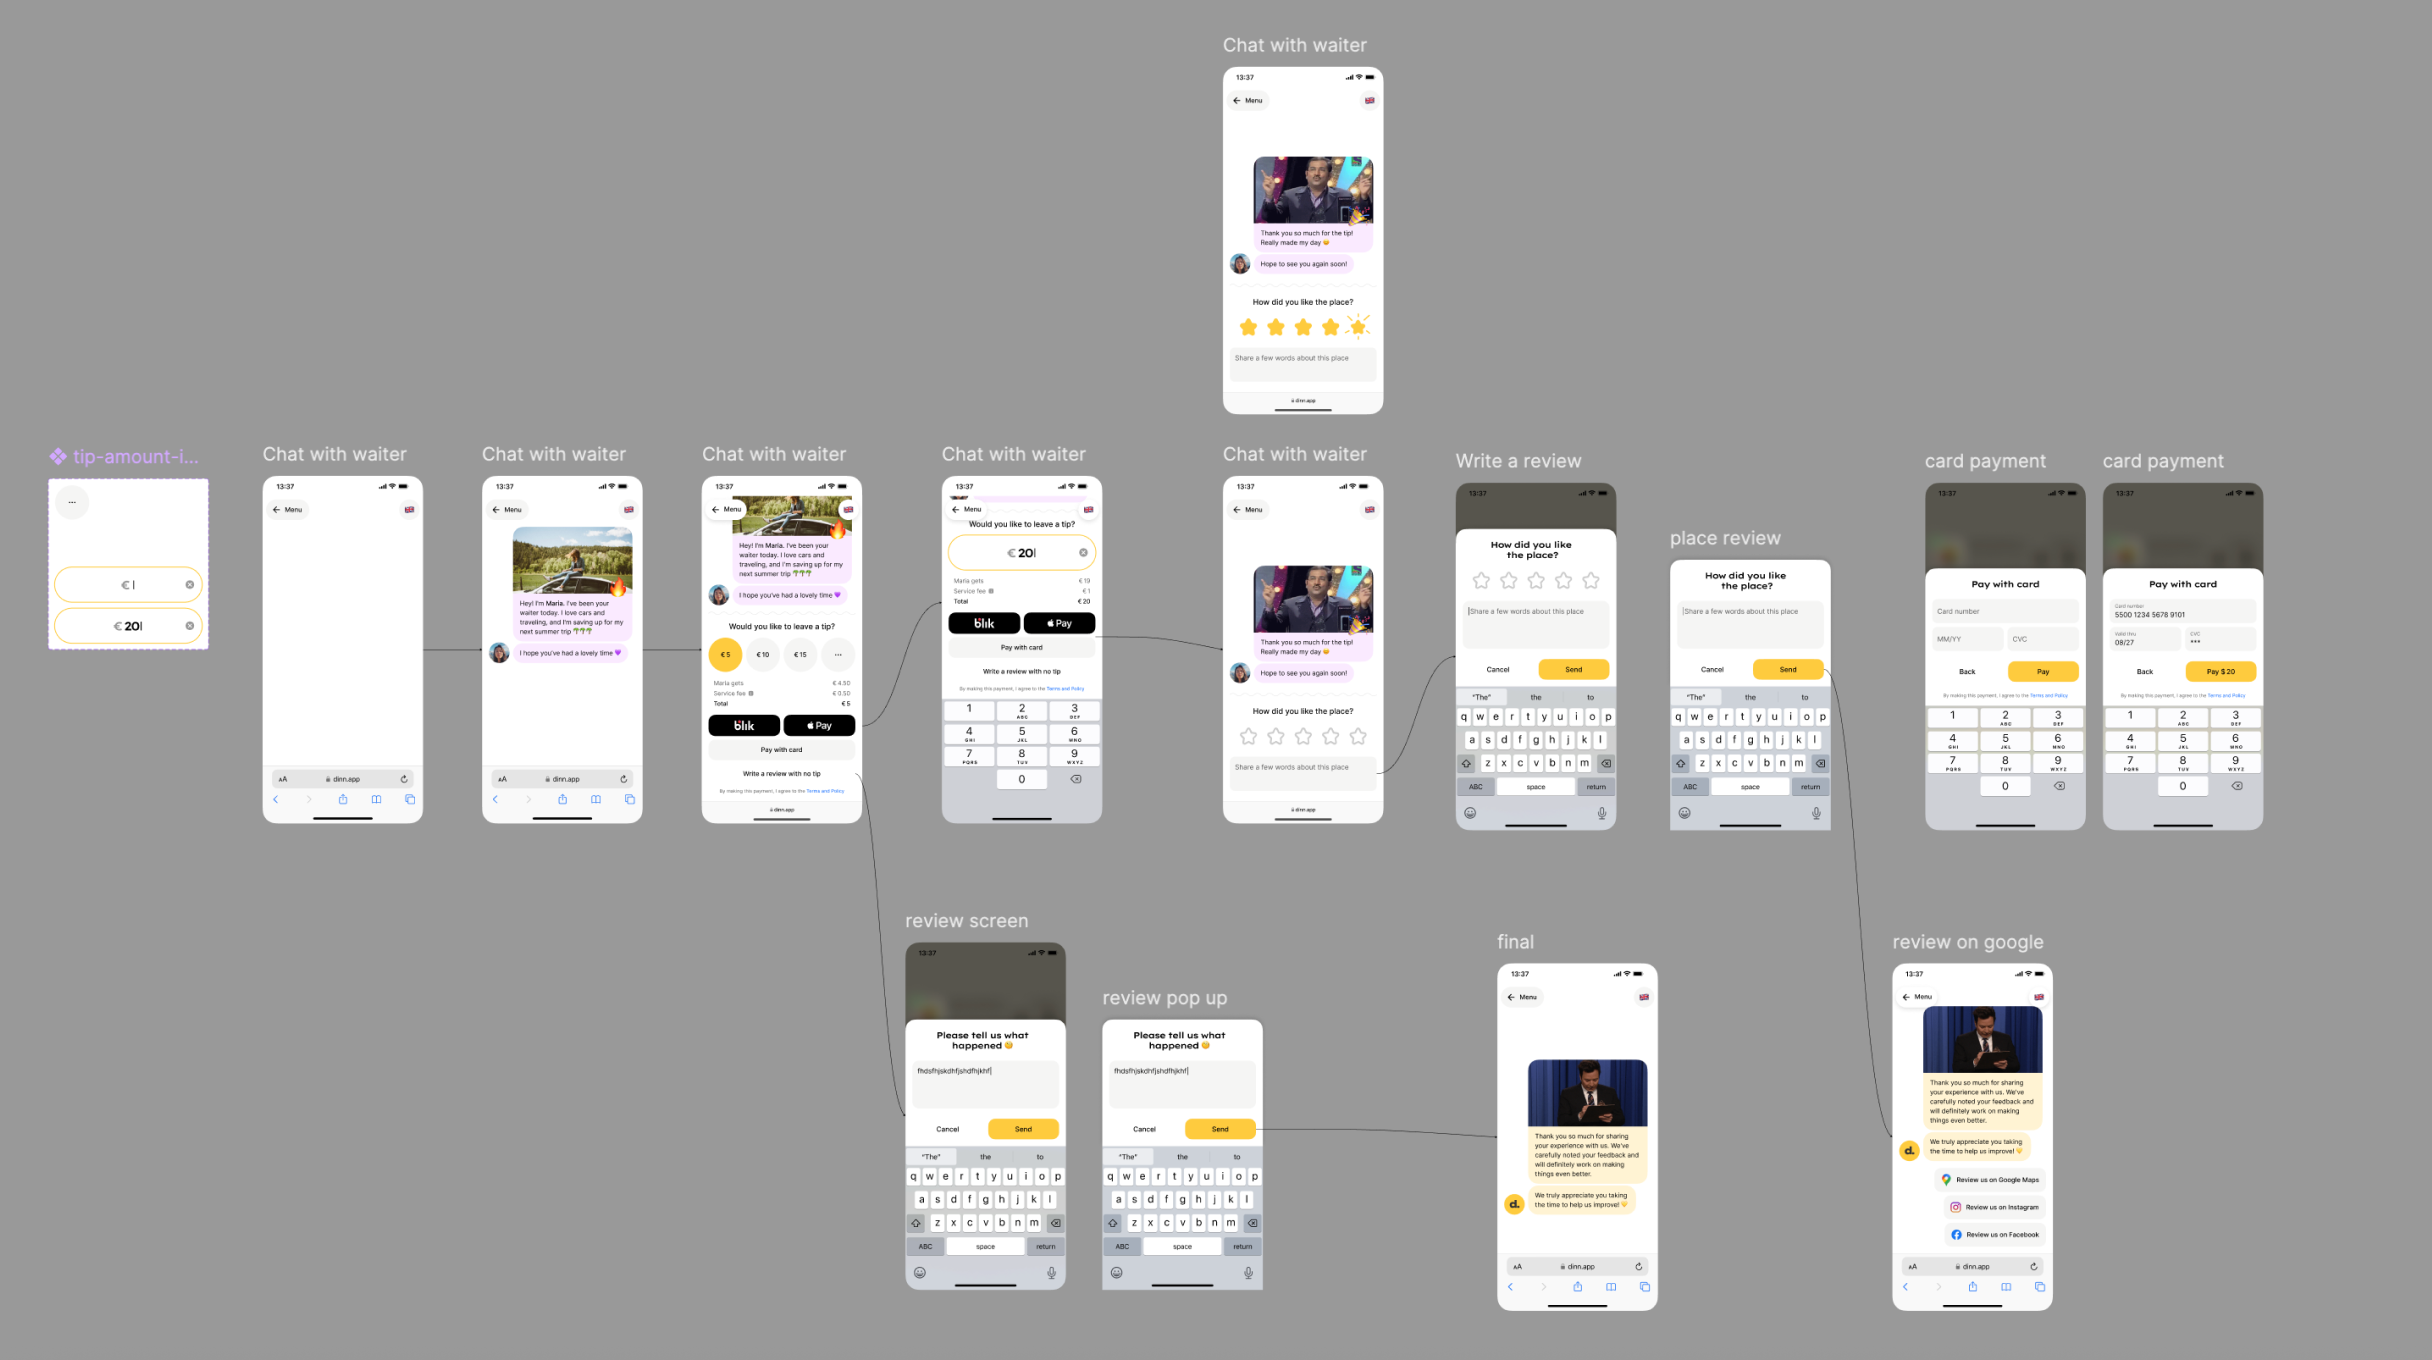 Chat with waiter
13:37
Menu
Thank you so much for the tip!
Really made my day
Hope to see you again soon!
How did you like the place?
Share a few words about this place
dinn.app
tip-amount-i...
...
€
€ 20
Chat with waiter
13:37
Menu
AA dinn.app
Chat with waiter
13:37
Menu
Hey! I'm Maria. I've been your
waiter today. I love cars and
traveling, and I'm saving up for my
next summer trip
I hope you've had a lovely time
AA dinn.app
Chat with waiter
13:37
Menu
Hey! I'm Maria. I've been your
waiter today. I love cars and
traveling, and I'm saving up for my
next summer trip
I hope you've had a lovely time
Would you like to leave a tip?
€ 5 € 10 € 15 ...
Maria gets € 4.50
Service fee € 0.50
Total € 5
blik Pay
Pay with card
Write a review with no tip
By making this payment, I agree to the Terms and Policy
dinn.app
Chat with waiter
13:37
Menu
Would you like to leave a tip?
€ 20
Maria gets € 19
Service fee € 1
Total € 20
blik Pay
Pay with card
Write a review with no tip
By making this payment, I agree to the Terms and Policy
1 2 ABC 3 DEF
4 GHI 5 JKL 6 MNO
7 PQRS 8 TUV 9 WXYZ
0
Chat with waiter
13:37
Menu
Thank you so much for the tip!
Really made my day
Hope to see you again soon!
How did you like the place?
Share a few words about this place
dinn.app
Write a review
13:37
How did you like
the place?
Share a few words about this place
Cancel Send
"The" the to
q w e r t y u i o p
a s d f g h j k l
z x c v b n m
ABC space return
place review
How did you like
the place?
Share a few words about this place
Cancel Send
"The" the to
q w e r t y u i o p
a s d f g h j k l
z x c v b n m
ABC space return
card payment
13:37
Pay with card
Card number
MM/YY CVC
Back Pay
By making this payment, I agree to the Terms and Policy
1 2 ABC 3 DEF
4 GHI 5 JKL 6 MNO
7 PQRS 8 TUV 9 WXYZ
0
card payment
13:37
Pay with card
Card number
5500 1234 5678 9101
Valid thru CVC
08/27 •••
Back Pay $ 20
By making this payment, I agree to the Terms and Policy
1 2 ABC 3 DEF
4 GHI 5 JKL 6 MNO
7 PQRS 8 TUV 9 WXYZ
0
review screen
13:37
Please tell us what
happened
fhdsfhjskdhfjshdfhjkhf
Cancel Send
"The" the to
q w e r t y u i o p
a s d f g h j k l
z x c v b n m
ABC space return
review pop up
Please tell us what
happened
fhdsfhjskdhfjshdfhjkhf
Cancel Send
"The" the to
q w e r t y u i o p
a s d f g h j k l
z x c v b n m
ABC space return
final
13:37
Menu
Thank you so much for sharing
your experience with us. We've
carefully noted your feedback and
will definitely work on making
things even better.
d.
We truly appreciate you taking
the time to help us improve!
AA dinn.app
review on google
13:37
Menu
Thank you so much for sharing
your experience with us. We've
carefully noted your feedback and
will definitely work on making
things even better.
d.
We truly appreciate you taking
the time to help us improve!
Review us on Google Maps
Review us on Instagram
Review us on Facebook
AA dinn.app